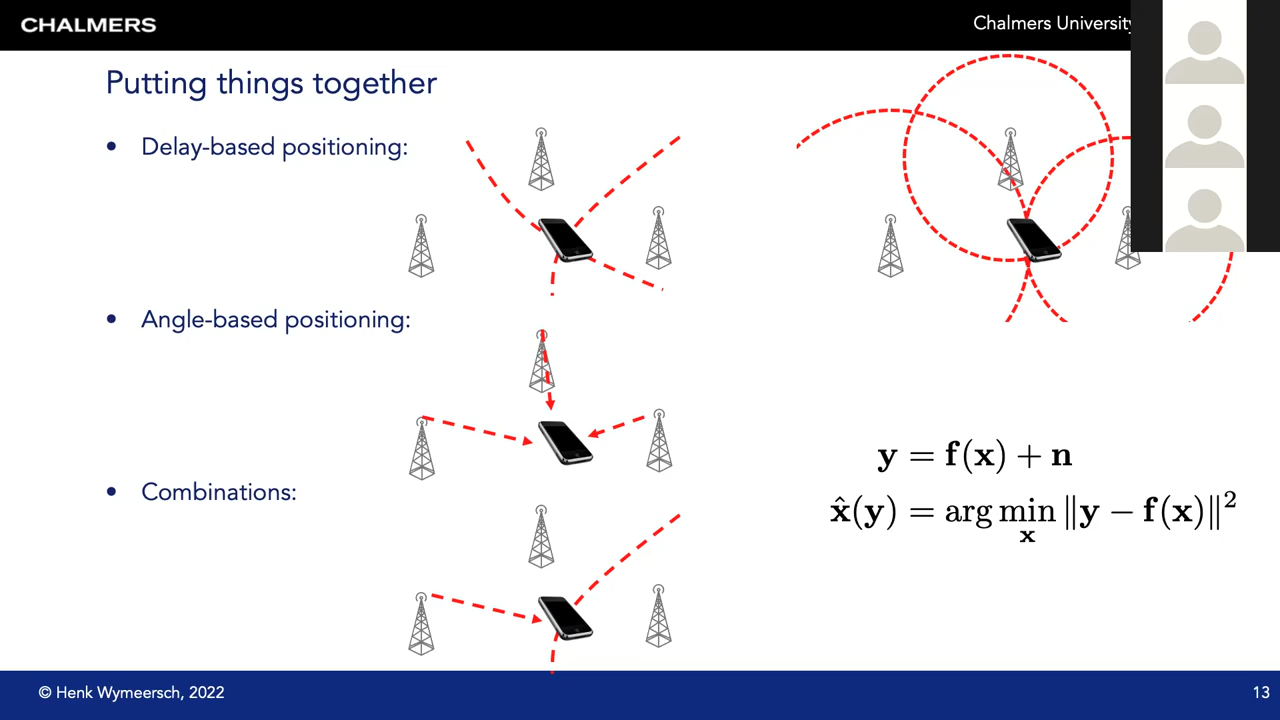 CHALMERS
Chalmers University
Putting things together
• Delay-based positioning:
• Angle-based positioning:
• Combinations:
y = f(x) + n
x̂(y) = arg min ‖y − f(x)‖²
x
© Henk Wymeersch, 2022
13